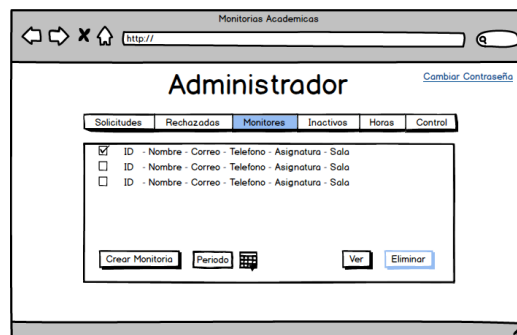 Monitorias Academicas
http://
Administrador
Cambiar Contraseña
Solicitudes Rechazadas Monitores Inactivos Horas Control
ID - Nombre - Correo - Telefono - Asignatura - Sala
ID - Nombre - Correo - Telefono - Asignatura - Sala
ID - Nombre - Correo - Telefono - Asignatura - Sala
Crear Monitoria Periodo Ver Eliminar